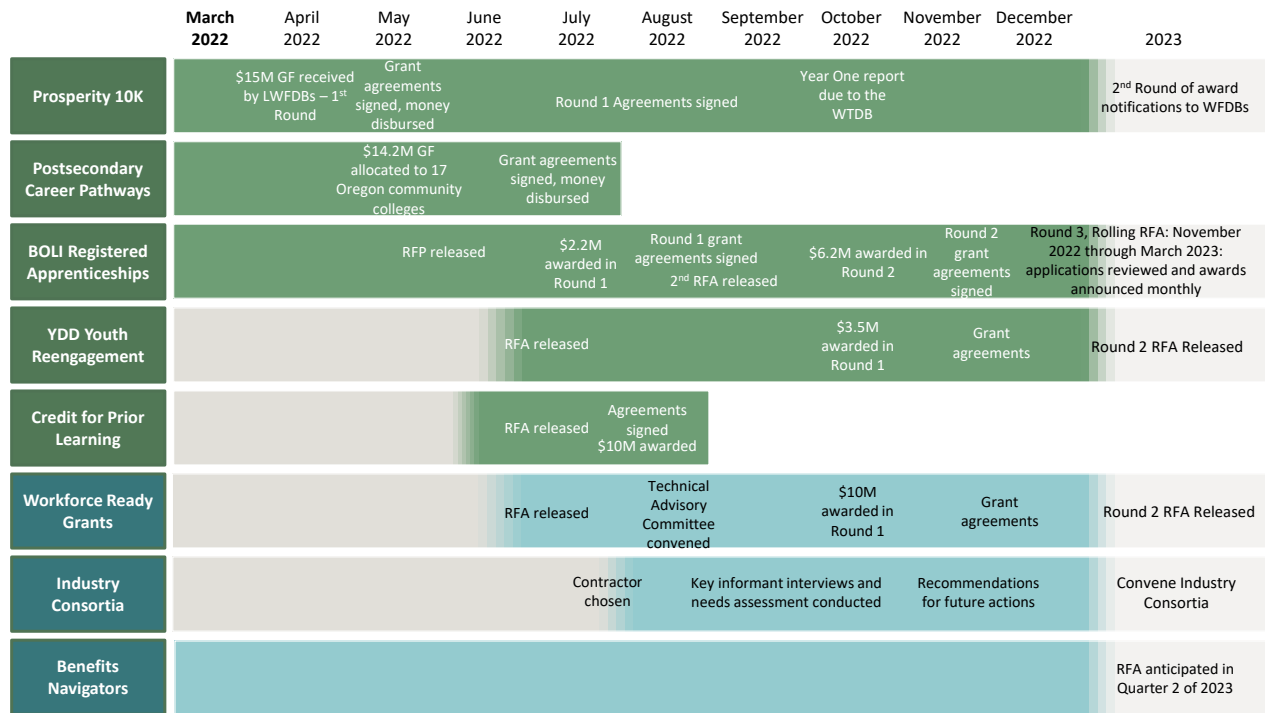 March
2022
April
2022
May
2022
June
2022
July
2022
August
2022
September
2022
October
2022
November
2022
December
2022
2023
Prosperity 10K
$15M GF received
by LWFDBs – 1st
Round
Grant
agreements
signed, money
disbursed
Round 1 Agreements signed
Year One report
due to the
WTDB
2nd Round of award
notifications to WFDBs
Postsecondary
Career Pathways
$14.2M GF
allocated to 17
Oregon community
colleges
Grant agreements
signed, money
disbursed
BOLI Registered
Apprenticeships
RFP released
$2.2M
awarded in
Round 1
Round 1 grant
agreements signed
2nd RFA released
$6.2M awarded in
Round 2
Round 2
grant
agreements
signed
Round 3, Rolling RFA: November
2022 through March 2023:
applications reviewed and awards
announced monthly
YDD Youth
Reengagement
RFA released
$3.5M
awarded in
Round 1
Grant
agreements
Round 2 RFA Released
Credit for Prior
Learning
RFA released
Agreements
signed
$10M awarded
Workforce Ready
Grants
RFA released
Technical
Advisory
Committee
convened
$10M
awarded in
Round 1
Grant
agreements
Round 2 RFA Released
Industry
Consortia
Contractor
chosen
Key informant interviews and
needs assessment conducted
Recommendations
for future actions
Convene Industry
Consortia
Benefits
Navigators
RFA anticipated in
Quarter 2 of 2023